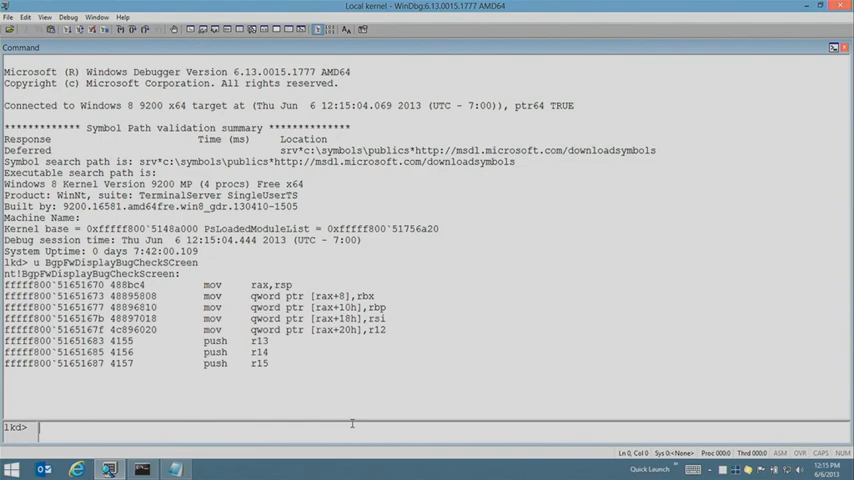 Local kernel - WinDbg:6.13.0015.1777 AMD64
File Edit View Debug Window Help
Command
Microsoft (R) Windows Debugger Version 6.13.0015.1777 AMD64
Copyright (c) Microsoft Corporation. All rights reserved.
Connected to Windows 8 9200 x64 target at (Thu Jun  6 12:15:04.069 2013 (UTC - 7:00)), ptr64 TRUE
************* Symbol Path validation summary **************
Response Time (ms) Location
Deferred srv*c:\symbols\publics*http://msdl.microsoft.com/downloadsymbols
Symbol search path is: srv*c:\symbols\publics*http://msdl.microsoft.com/downloadsymbols
Executable search path is:
Windows 8 Kernel Version 9200 MP (4 procs) Free x64
Product: WinNt, suite: TerminalServer SingleUserTS
Built by: 9200.16581.amd64fre.win8_gdr.130410-1505
Machine Name:
Kernel base = 0xfffff800`5148a000 PsLoadedModuleList = 0xfffff800`51756a20
Debug session time: Thu Jun  6 12:15:04.444 2013 (UTC - 7:00)
System Uptime: 0 days 7:42:00.109
lkd> u BgpFwDisplayBugCheckScreen
nt!BgpFwDisplayBugCheckScreen:
fffff800`51651670 488bc4 mov rax,rsp
fffff800`51651673 48895808 mov qword ptr [rax+8],rbx
fffff800`51651677 48896810 mov qword ptr [rax+10h],rbp
fffff800`5165167b 48897018 mov qword ptr [rax+18h],rsi
fffff800`5165167f 4c896020 mov qword ptr [rax+20h],r12
fffff800`51651683 4155 push r13
fffff800`51651685 4156 push r14
fffff800`51651687 4157 push r15
lkd>
Ln 0, Col 0 Sys 0:<None> Proc 000:0 Thrd 000:0 ASM OVR CAPS NUM
Quick Launch
12:15 PM
6/6/2013